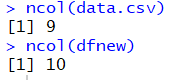 > ncol(data.csv)
[1] 9
> ncol(dfnew)
[1] 10